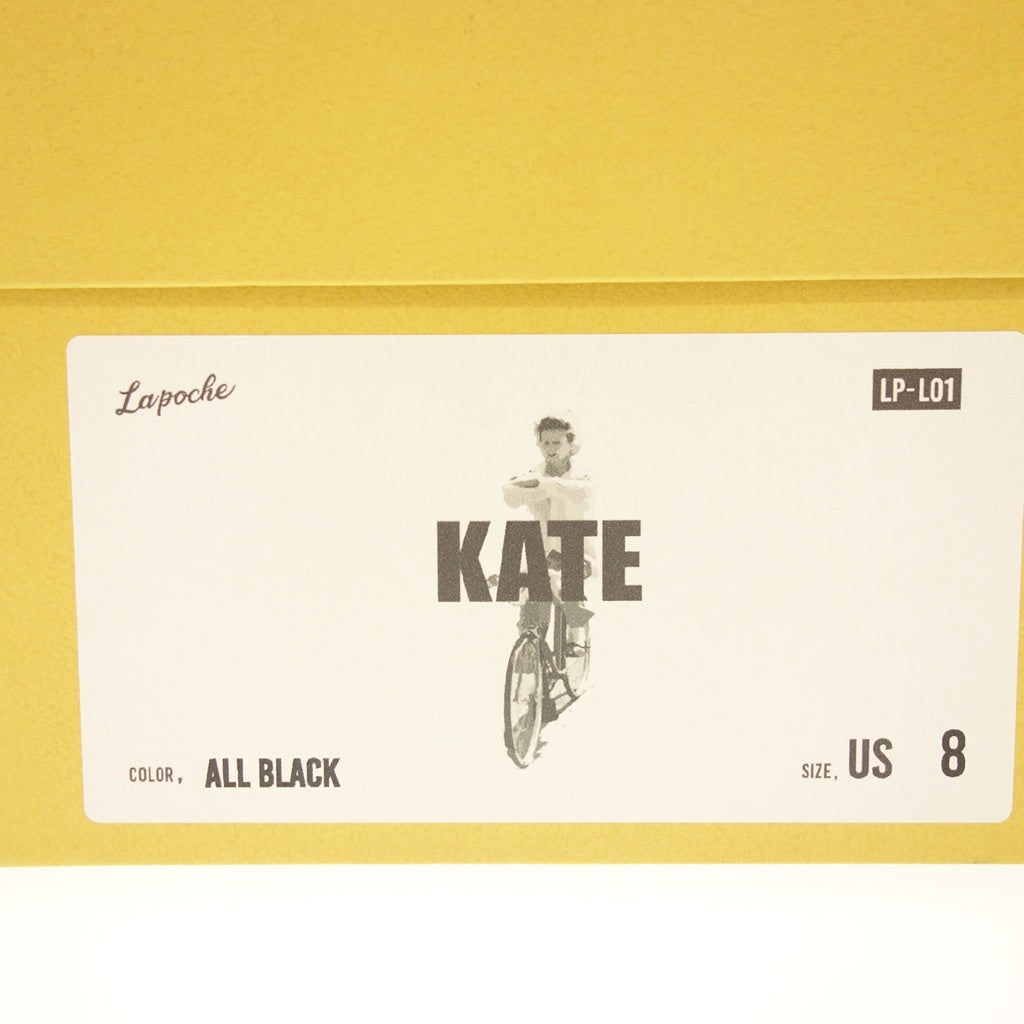 Lapoche
LP-L01
KATE
COLOR, ALL BLACK
SIZE, US 8